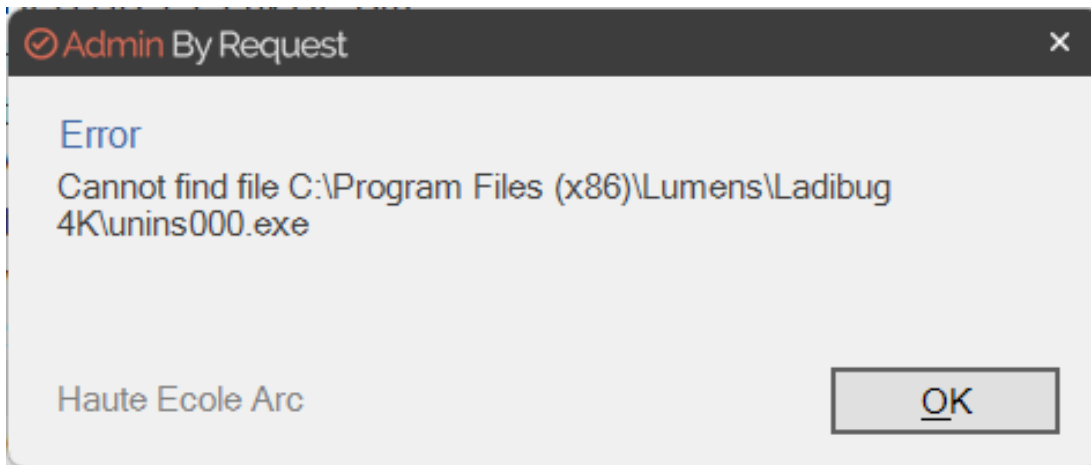 Admin By Request
Error
Cannot find file C:\Program Files (x86)\Lumens\Ladibug
4K\unins000.exe
Haute Ecole Arc
OK